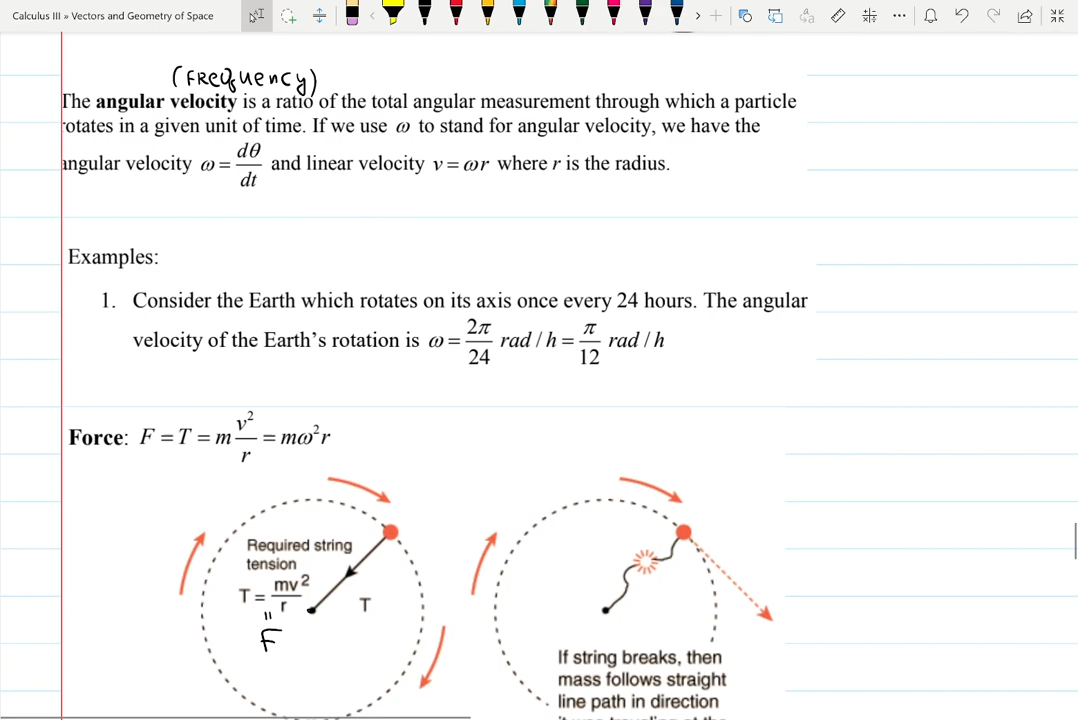 Calculus III » Vectors and Geometry of Space
(FRequency)
The angular velocity is a ratio of the total angular measurement through which a particle
rotates in a given unit of time. If we use ω to stand for angular velocity, we have the
angular velocity ω = dθ/dt and linear velocity v = ωr where r is the radius.
Examples:
1. Consider the Earth which rotates on its axis once every 24 hours. The angular
velocity of the Earth's rotation is ω = 2π/24 rad / h = π/12 rad / h
Force: F = T = m v²/r = mω²r
Required string
tension
T = mv²/r
T
"
F
If string breaks, then
mass follows straight
line path in direction